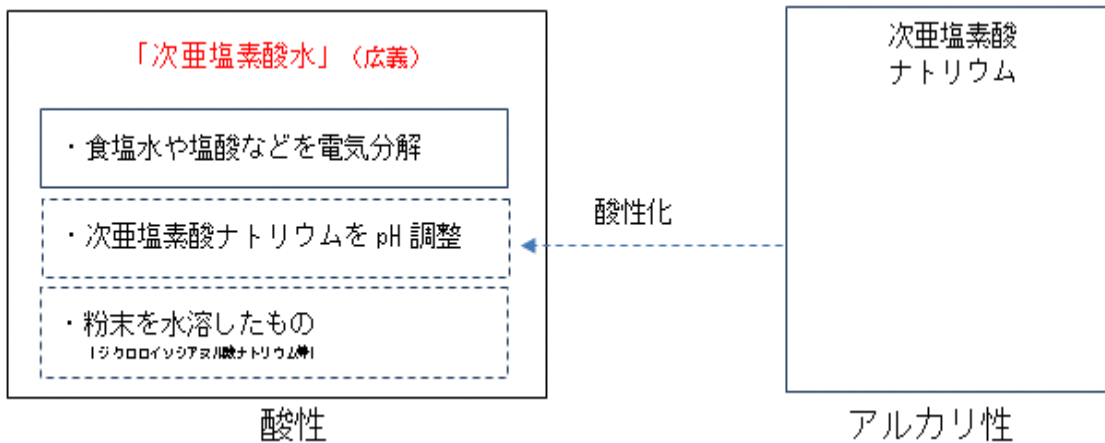 「次亜塩素酸水」（広義）
・食塩水や塩酸などを電気分解
・次亜塩素酸ナトリウムを pH 調整
・粉末を水溶したもの
「ジクロロイソシアヌル酸ナトリウム等」
酸性
酸性化
次亜塩素酸
ナトリウム
アルカリ性